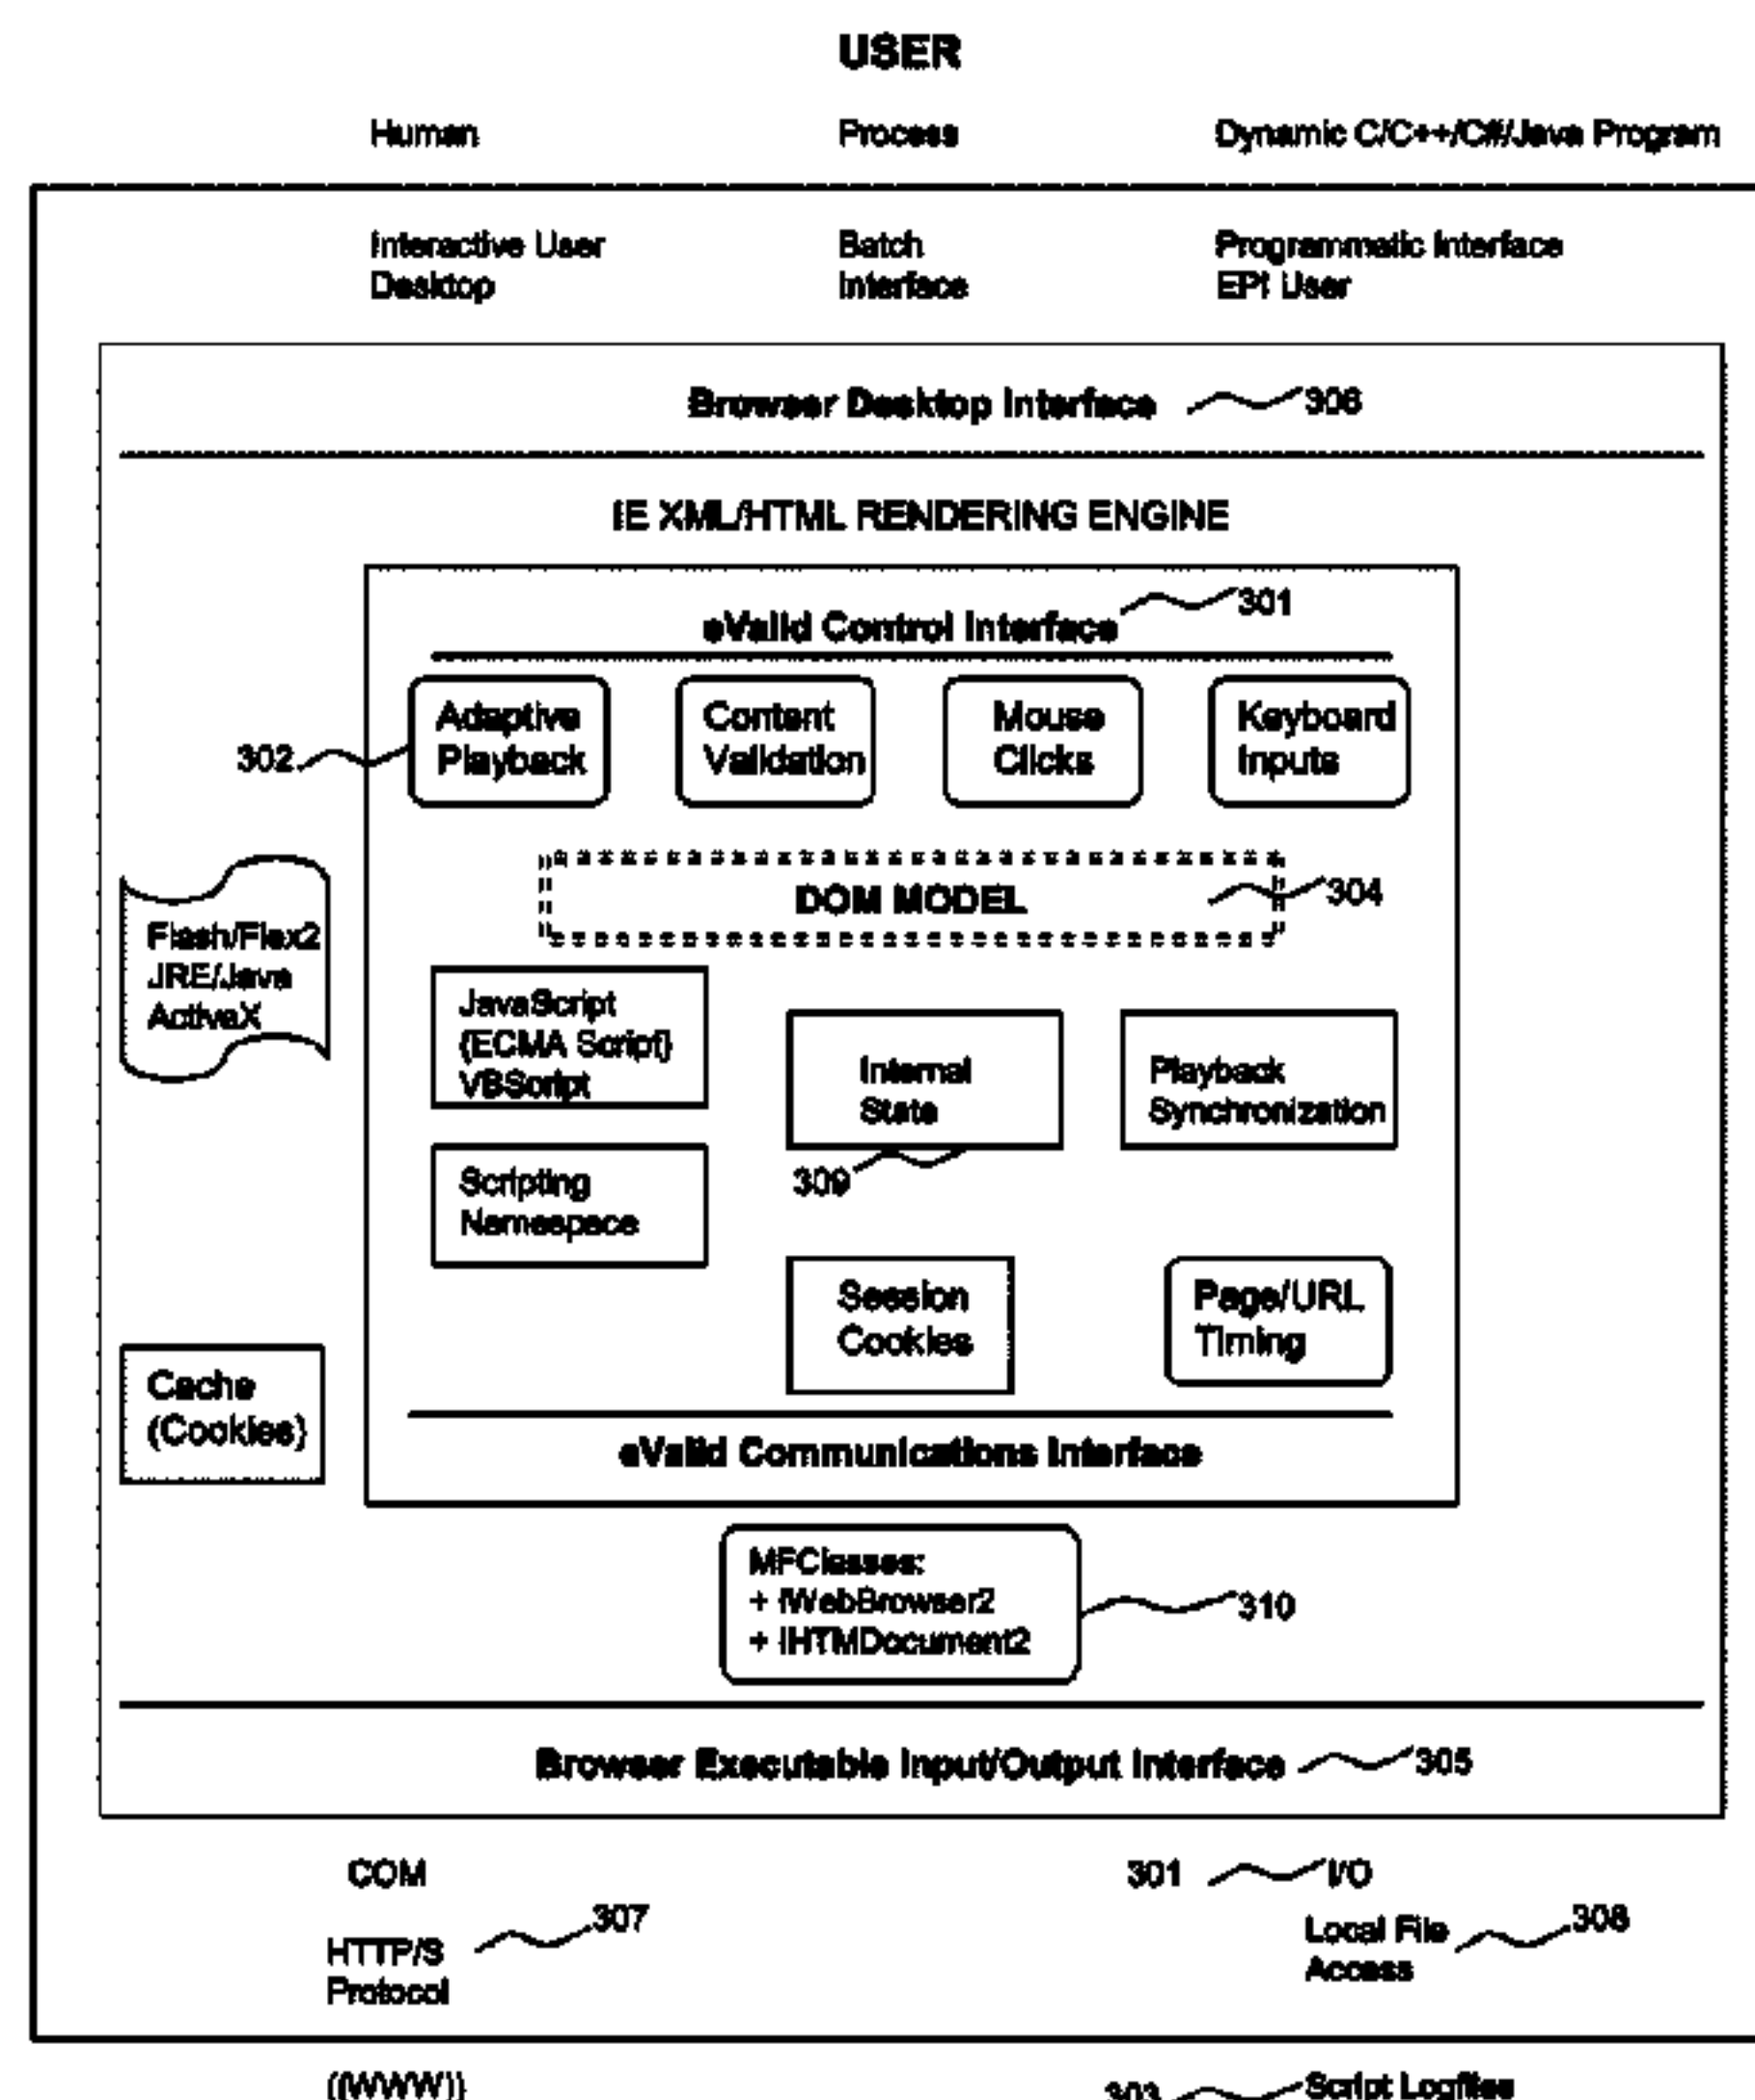 USER
Human
Process
Dynamic C/C++/C#/Java Program
Interactive User
Desktop
Batch
Interface
Programmatic Interface
EPI User
Browser Desktop Interface
306
IE XML/HTML RENDERING ENGINE
eValid Control Interface
301
302
Adaptive
Playback
Content
Validation
Mouse
Clicks
Keyboard
Inputs
DOM MODEL
304
Flash/Flex2
JRE/Java
ActiveX
JavaScript
(ECMA Script)
VBScript
Internal
State
309
Playback
Synchronization
Scripting
Namespace
Session
Cookies
Page/URL
Timing
Cache
(Cookies)
eValid Communications Interface
MFClasses:
+ IWebBrowser2
+ IHTMDocument2
310
Browser Executable Input/Output Interface
305
COM
301
I/O
HTTP/S
Protocol
307
Local File
Access
308
((WWW))
303
Script Logfiles